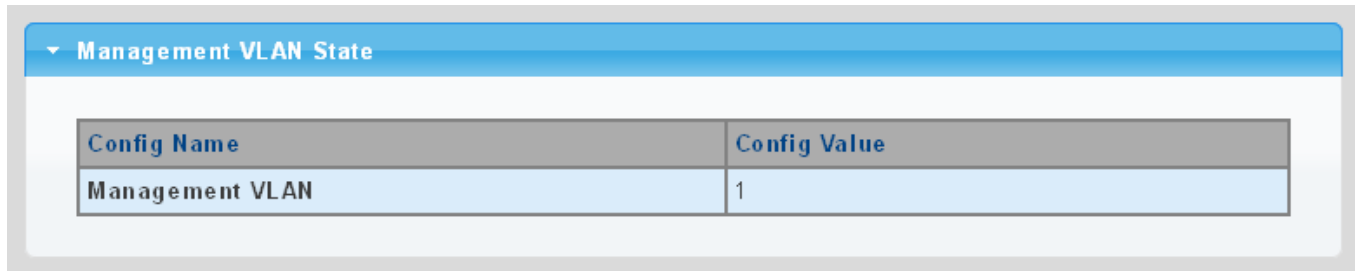 Management VLAN State
Config Name Config Value
Management VLAN 1